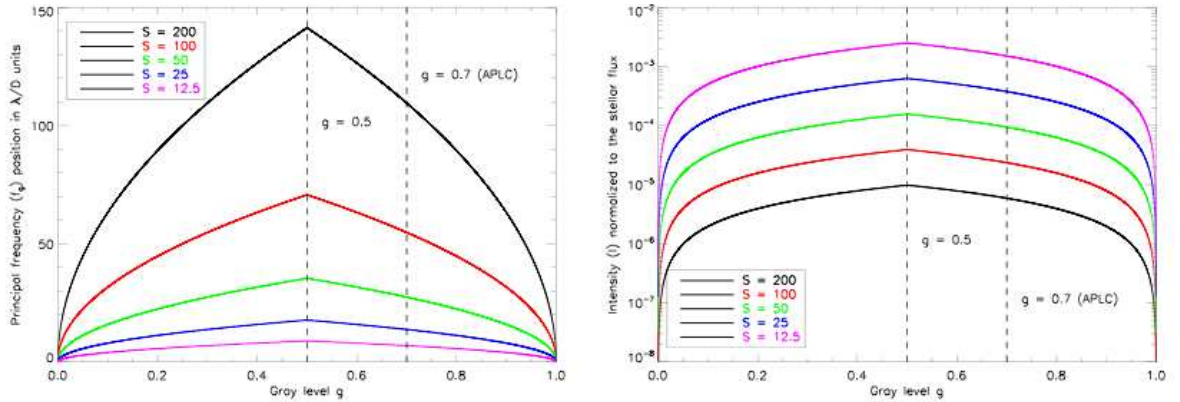 150
100
50
0
Principal frequency (fg) position in λ/D units
S = 200
S = 100
S = 50
S = 25
S = 12.5
g = 0.7 (APLC)
g = 0.5
0.0 0.2 0.4 0.6 0.8 1.0
Gray level g
10-2
10-3
10-4
10-5
10-6
10-7
10-8
Intensity (I) normalized to the stellar flux
g = 0.5
g = 0.7 (APLC)
S = 200
S = 100
S = 50
S = 25
S = 12.5
0.0 0.2 0.4 0.6 0.8 1.0
Gray level g